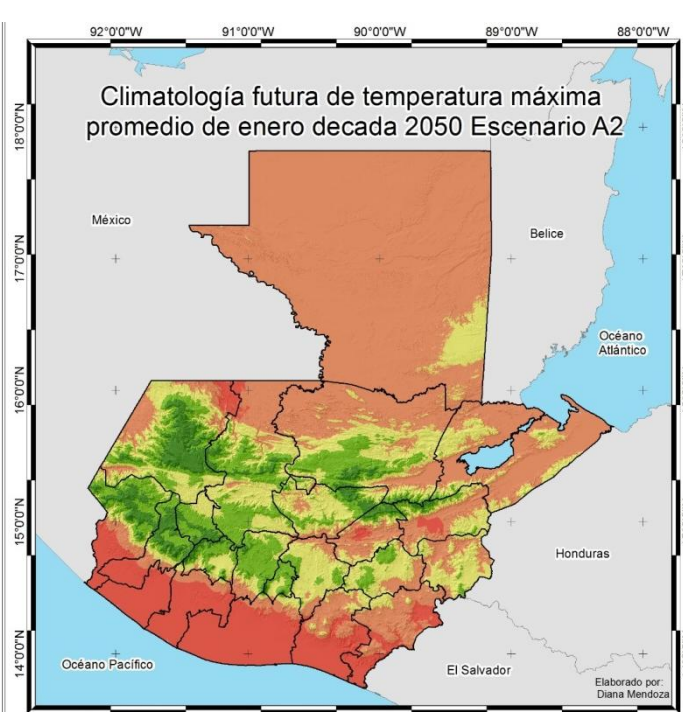 92°0'0"W 91°0'0"W 90°0'0"W 89°0'0"W 88°0'0"W
Climatología futura de temperatura máxima
promedio de enero decada 2050 Escenario A2
18°0'0"N
México
Belice
17°0'0"N
Océano
Atlántico
16°0'0"N
15°0'0"N
Honduras
14°0'0"N
Océano Pacífico
El Salvador
Elaborado por:
Diana Mendoza